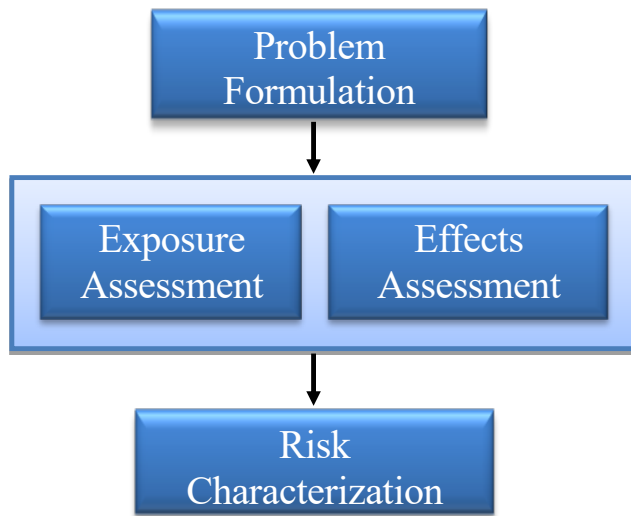 Problem
Formulation
Exposure
Assessment
Effects
Assessment
Risk
Characterization